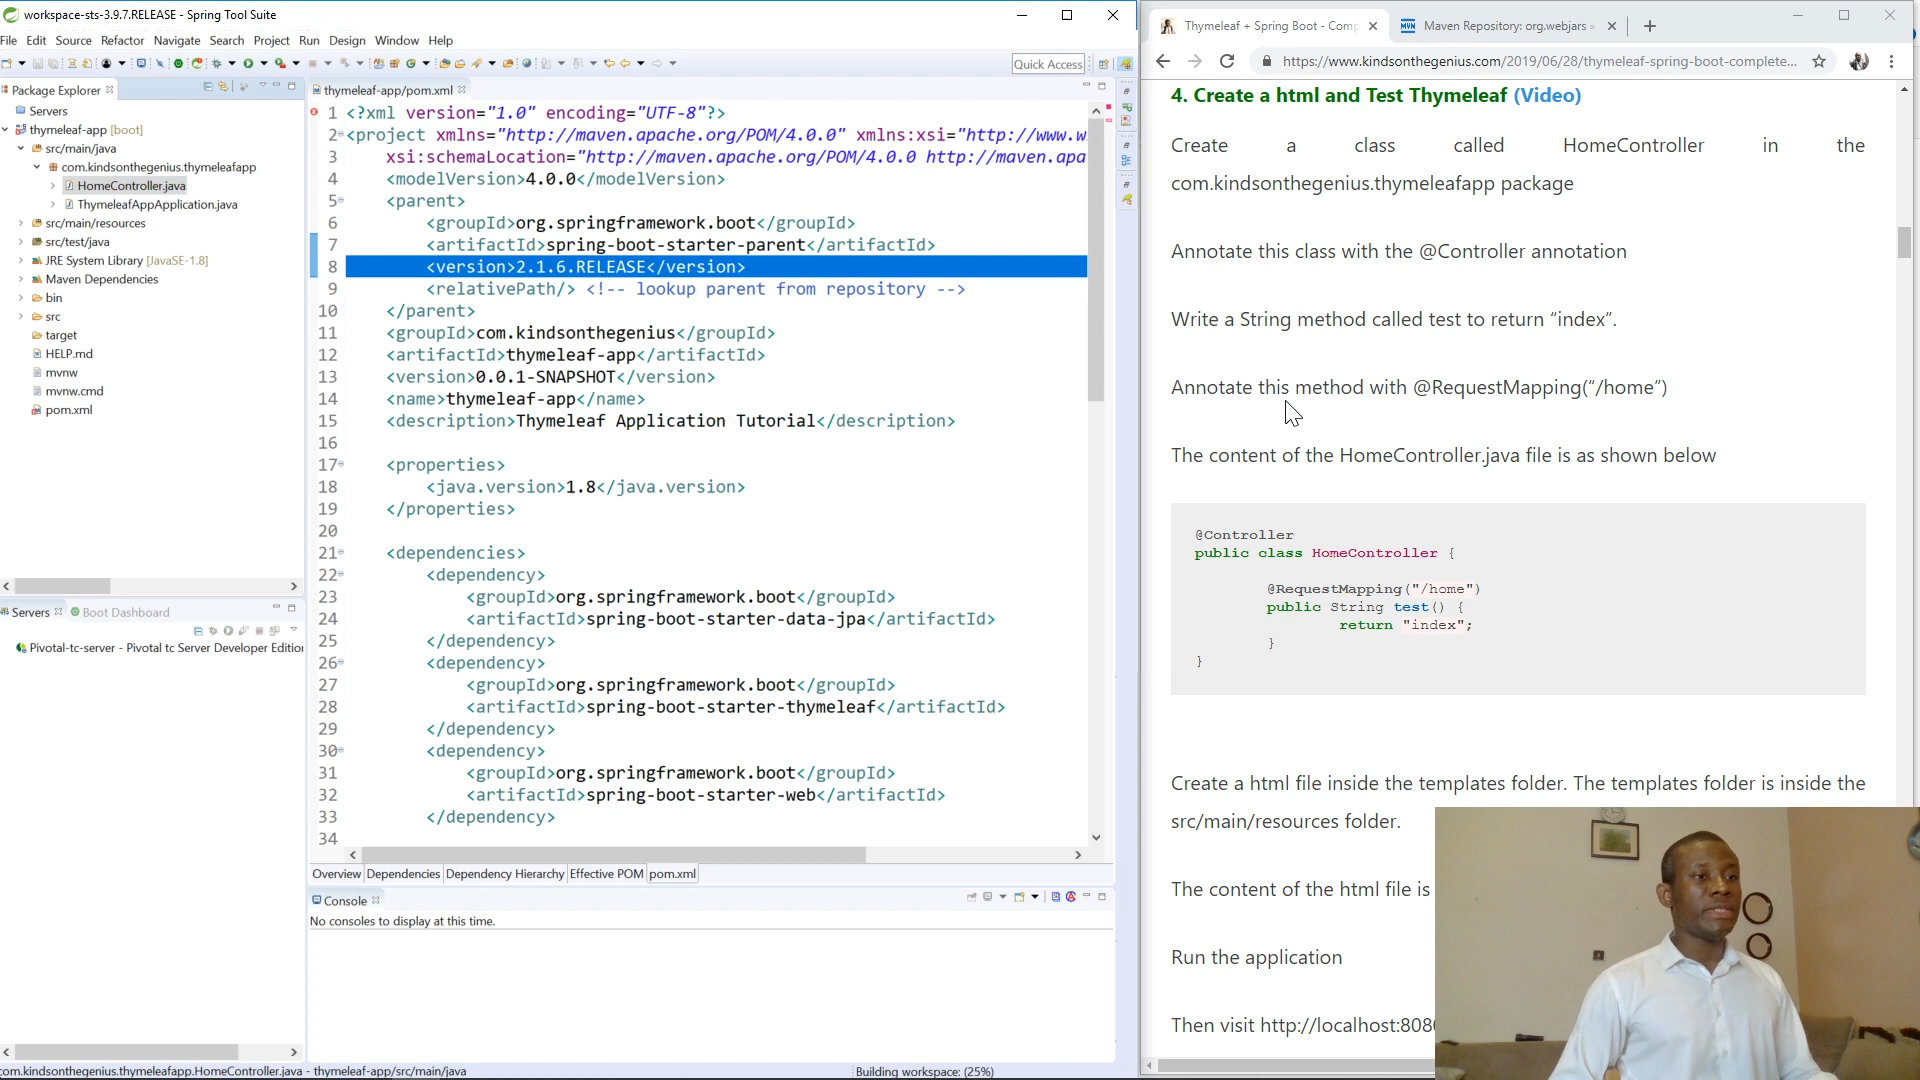 workspace-sts-3.9.7.RELEASE - Spring Tool Suite
File Edit Source Refactor Navigate Search Project Run Design Window Help
Quick Access
Package Explorer
Servers
thymeleaf-app [boot]
src/main/java
com.kindsonthegenius.thymeleafapp
HomeController.java
ThymeleafAppApplication.java
src/main/resources
src/test/java
JRE System Library [JavaSE-1.8]
Maven Dependencies
bin
src
target
HELP.md
mvnw
mvnw.cmd
pom.xml
Servers Boot Dashboard
Pivotal-tc-server - Pivotal tc Server Developer Editio
thymeleaf-app/pom.xml
1 <?xml version="1.0" encoding="UTF-8"?>
2 <project xmlns="http://maven.apache.org/POM/4.0.0" xmlns:xsi="http://www.w
3 xsi:schemaLocation="http://maven.apache.org/POM/4.0.0 http://maven.apa
4 <modelVersion>4.0.0</modelVersion>
5 <parent>
6 <groupId>org.springframework.boot</groupId>
7 <artifactId>spring-boot-starter-parent</artifactId>
8 <version>2.1.6.RELEASE</version>
9 <relativePath/> <!-- lookup parent from repository -->
10 </parent>
11 <groupId>com.kindsonthegenius</groupId>
12 <artifactId>thymeleaf-app</artifactId>
13 <version>0.0.1-SNAPSHOT</version>
14 <name>thymeleaf-app</name>
15 <description>Thymeleaf Application Tutorial</description>
16
17 <properties>
18 <java.version>1.8</java.version>
19 </properties>
20
21 <dependencies>
22 <dependency>
23 <groupId>org.springframework.boot</groupId>
24 <artifactId>spring-boot-starter-data-jpa</artifactId>
25 </dependency>
26 <dependency>
27 <groupId>org.springframework.boot</groupId>
28 <artifactId>spring-boot-starter-thymeleaf</artifactId>
29 </dependency>
30 <dependency>
31 <groupId>org.springframework.boot</groupId>
32 <artifactId>spring-boot-starter-web</artifactId>
33 </dependency>
34
Overview Dependencies Dependency Hierarchy Effective POM pom.xml
Console
No consoles to display at this time.
com.kindsonthegenius.thymeleafapp.HomeController.java - thymeleaf-app/src/main/java
Building workspace: (25%)
Thymeleaf + Spring Boot - Comp
MVN Maven Repository: org.webjars »
https://www.kindsonthegenius.com/2019/06/28/thymeleaf-spring-boot-complete...
4. Create a html and Test Thymeleaf (Video)
Create a class called HomeController in the
com.kindsonthegenius.thymeleafapp package
Annotate this class with the @Controller annotation
Write a String method called test to return “index”.
Annotate this method with @RequestMapping(“/home”)
The content of the HomeController.java file is as shown below
@Controller
public class HomeController {
@RequestMapping("/home")
public String test() {
return "index";
}
}
Create a html file inside the templates folder. The templates folder is inside the
src/main/resources folder.
The content of the html file is
Run the application
Then visit http://localhost:808